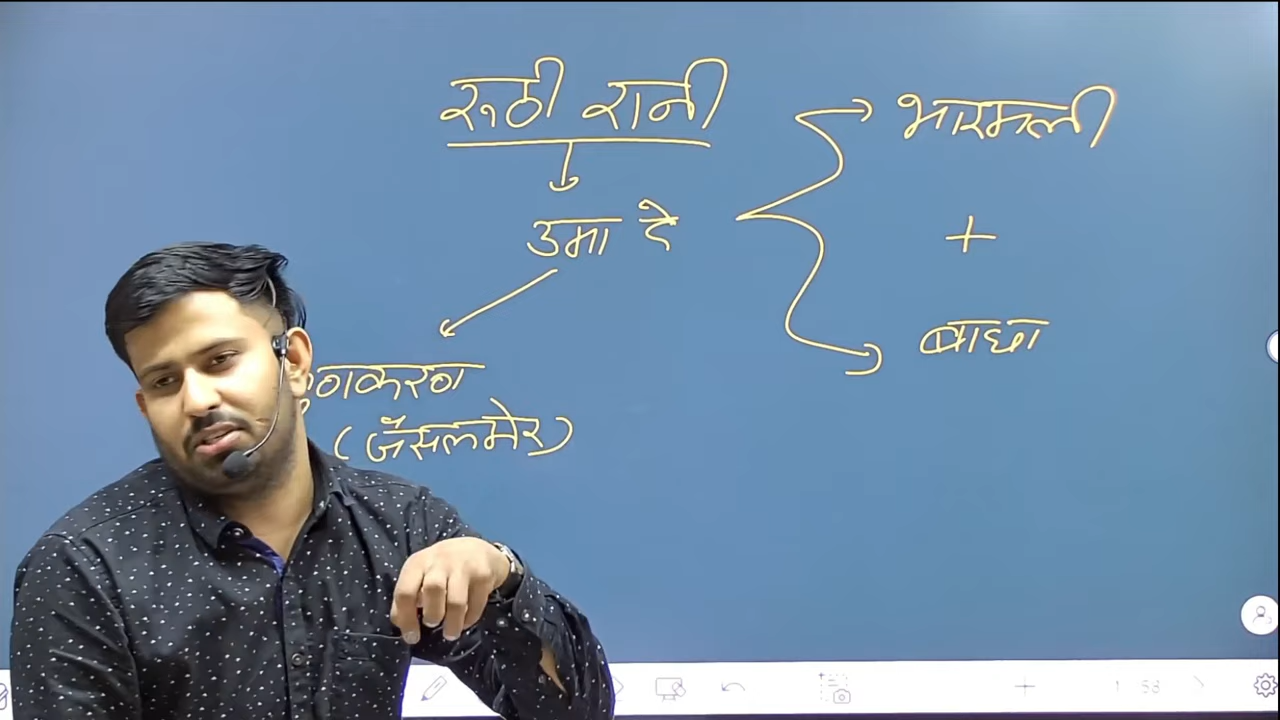 रूठी रानी
उमा दे
भारमली
+
बाघा
(जैसलमेर)